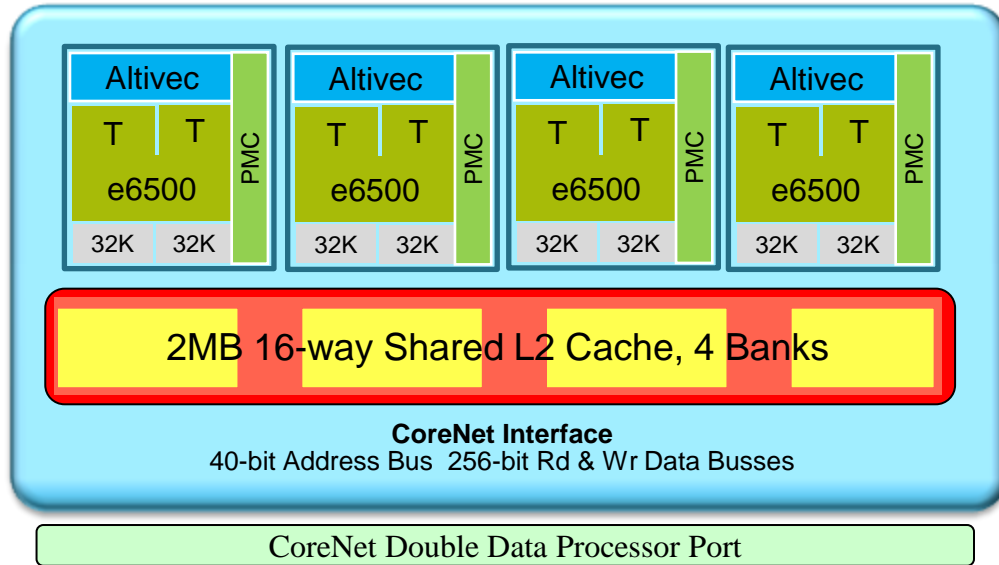 Altivec
T T
PMC
e6500
32K 32K
Altivec
T T
PMC
e6500
32K 32K
Altivec
T T
PMC
e6500
32K 32K
Altivec
T T
PMC
e6500
32K 32K
2MB 16-way Shared L2 Cache, 4 Banks
CoreNet Interface
40-bit Address Bus 256-bit Rd & Wr Data Busses
CoreNet Double Data Processor Port